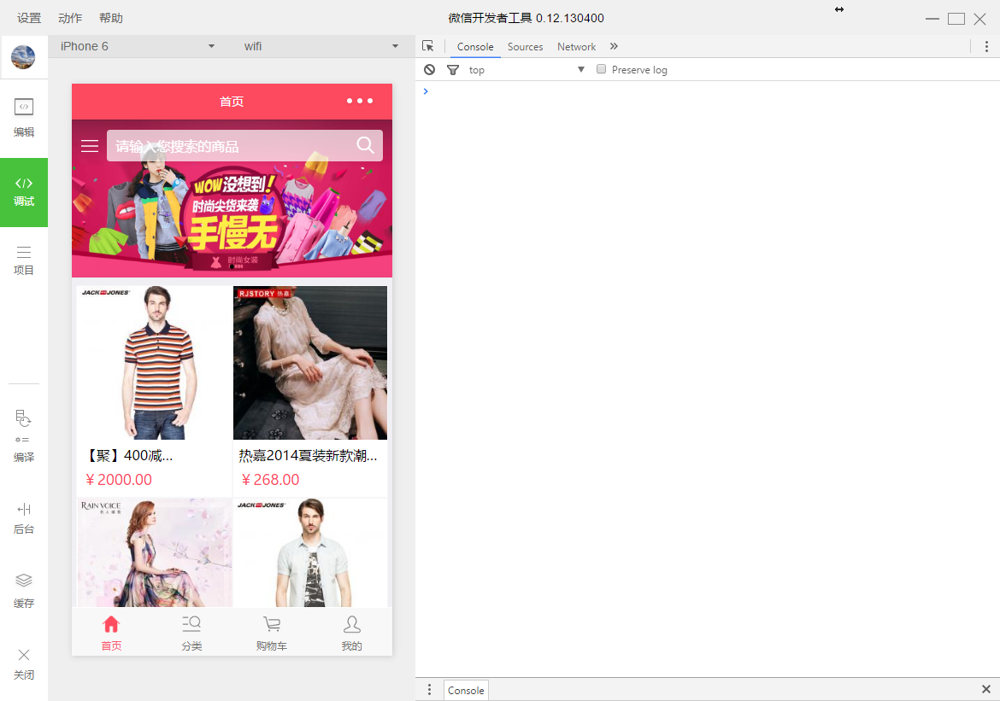 设置 动作 帮助 微信开发者工具 0.12.130400
iPhone 6 wifi
Console Sources Network »
top Preserve log
编辑
调试
项目
编译
后台
缓存
关闭
首页
请输入您搜索的商品
WOW没想到!
时尚尖货来袭
手慢无
时尚女装
JACK JONES
RJSTORY 热嘉
【聚】400减...
¥2000.00
热嘉2014夏装新款潮...
¥268.00
RAIN VOICE
JACK JONES
首页 分类 购物车 我的
Console